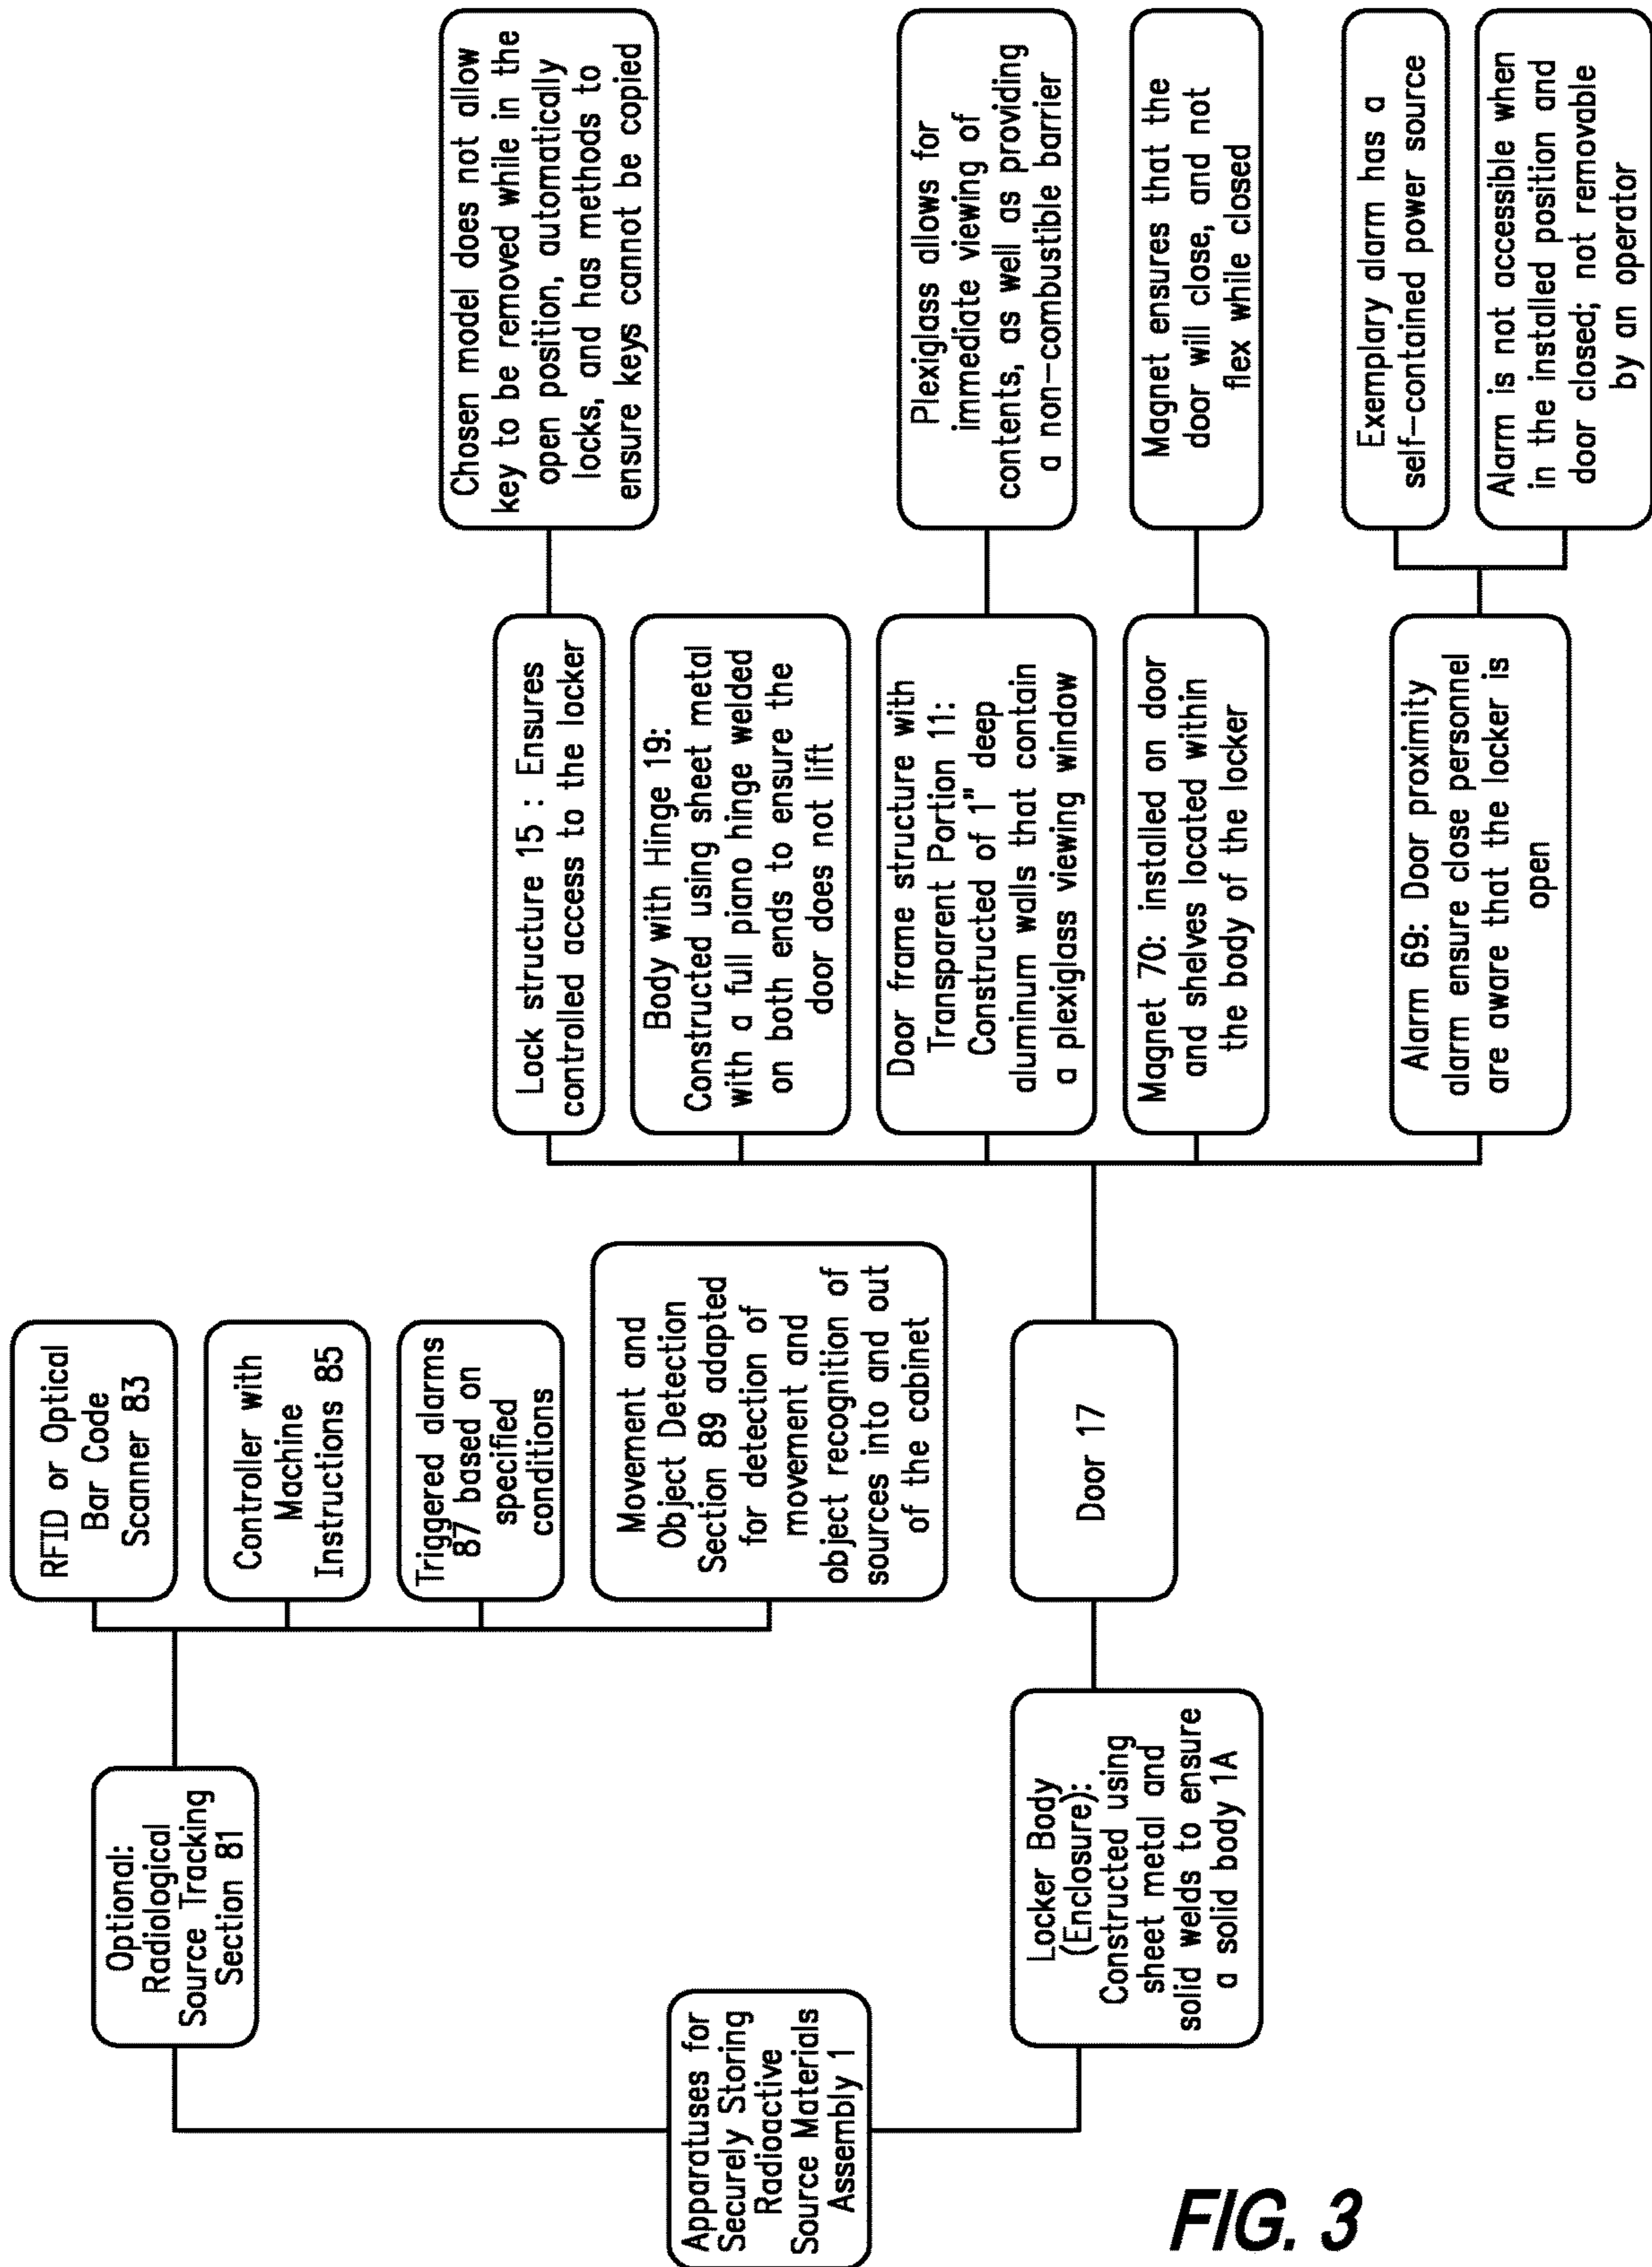 Apparatuses for
Securely Storing
Radioactive
Source Materials
Assembly 1
Optional:
Radiological
Source Tracking
Section 81
RFID or Optical
Bar Code
Scanner 83
Controller with
Machine
Instructions 85
Triggered alarms
87 based on
specified
conditions
Movement and
Object Detection
Section 89 adapted
for detection of
movement and
object recognition of
sources into and out
of the cabinet
Locker Body
(Enclosure):
Constructed using
sheet metal and
solid welds to ensure
a solid body 1A
Door 17
Lock structure 15 : Ensures
controlled access to the locker
Chosen model does not allow
key to be removed while in the
open position, automatically
locks, and has methods to
ensure keys cannot be copied
Body with Hinge 19:
Constructed using sheet metal
with a full piano hinge welded
on both ends to ensure the
door does not lift
Door frame structure with
Transparent Portion 11:
Constructed of 1" deep
aluminum walls that contain
a plexiglass viewing window
Plexiglass allows for
immediate viewing of
contents, as well as providing
a non-combustible barrier
Magnet 70: installed on door
and shelves located within
the body of the locker
Magnet ensures that the
door will close, and not
flex while closed
Alarm 69: Door proximity
alarm ensure close personnel
are aware that the locker is
open
Exemplary alarm has a
self-contained power source
Alarm is not accessible when
in the installed position and
door closed; not removable
by an operator
FIG. 3